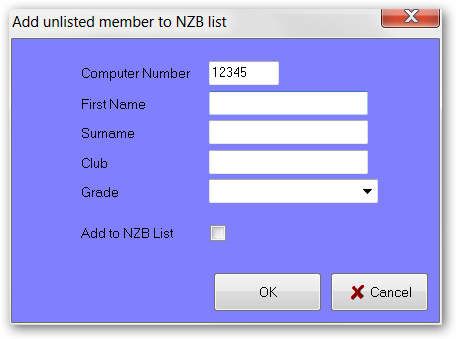 Add unlisted member to NZB list
Computer Number 12345
First Name
Surname
Club
Grade
Add to NZB List
OK Cancel